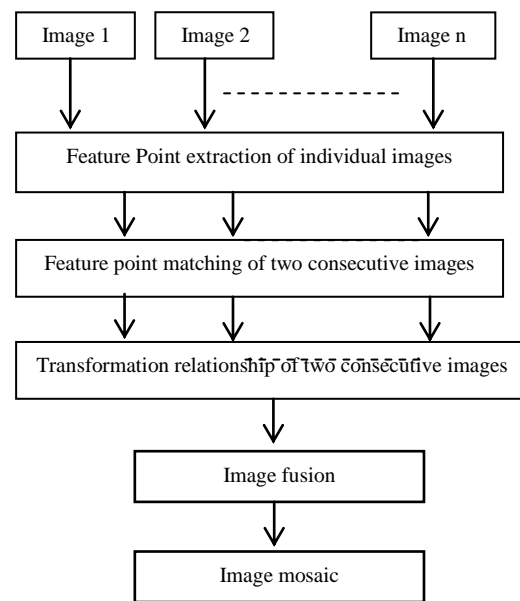 Image 1 Image 2 Image n
Feature Point extraction of individual images
Feature point matching of two consecutive images
Transformation relationship of two consecutive images
Image fusion
Image mosaic